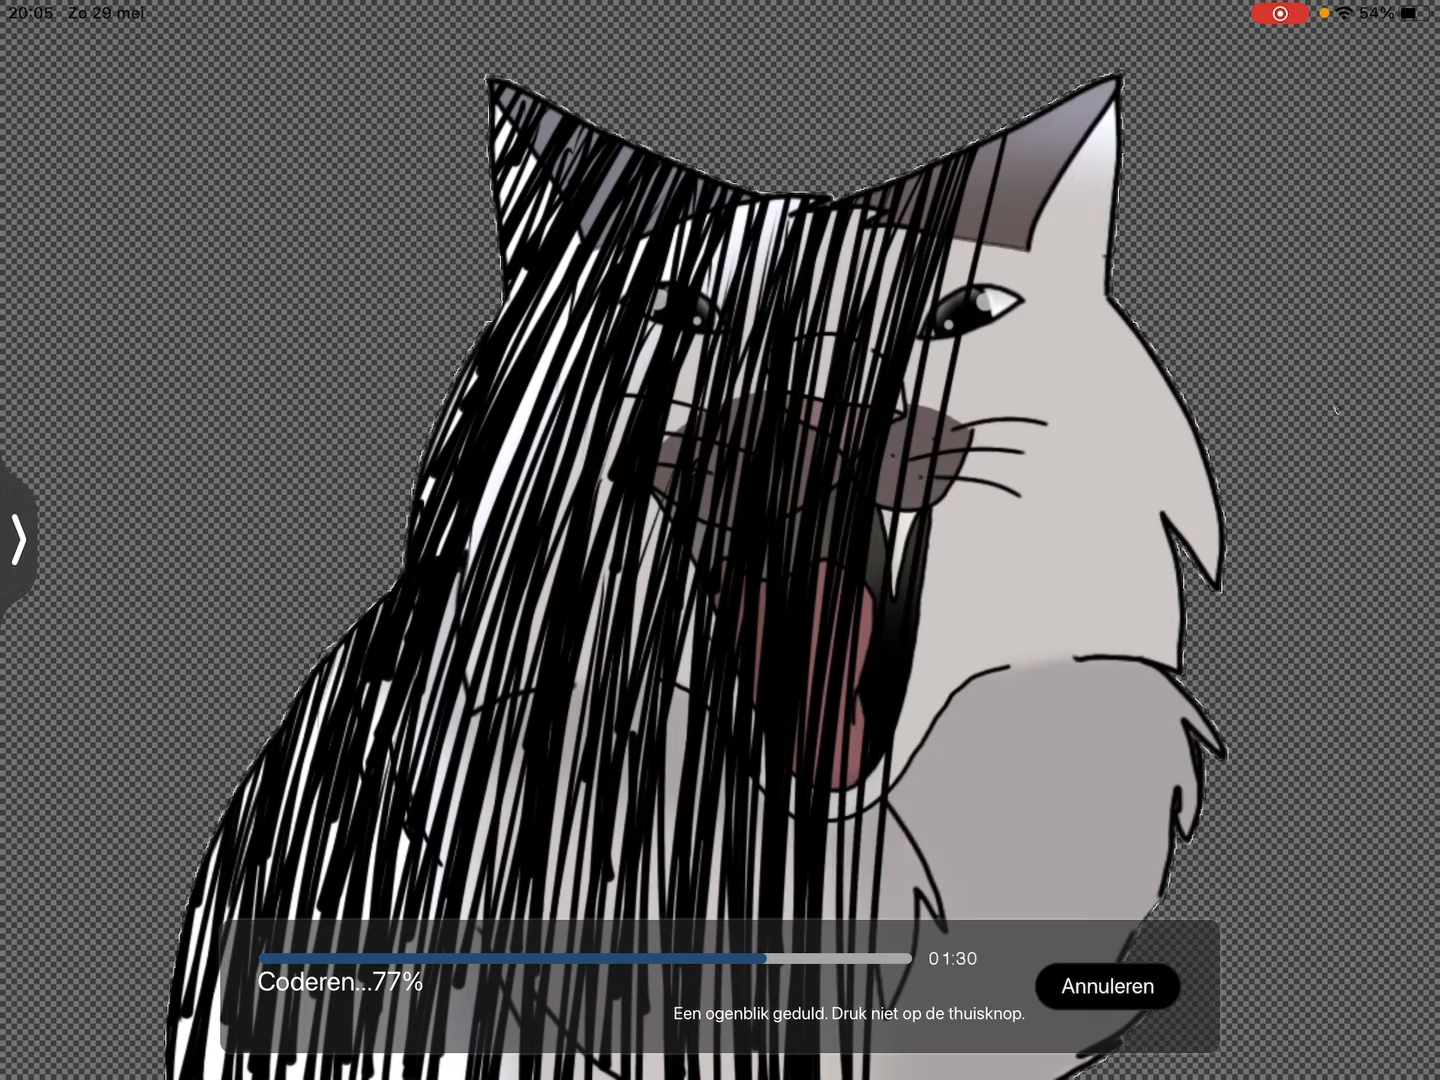 20:05 Zo 29 mei
54%
01:30
Coderen...77%
Annuleren
Een ogenblik geduld. Druk niet op de thuisknop.